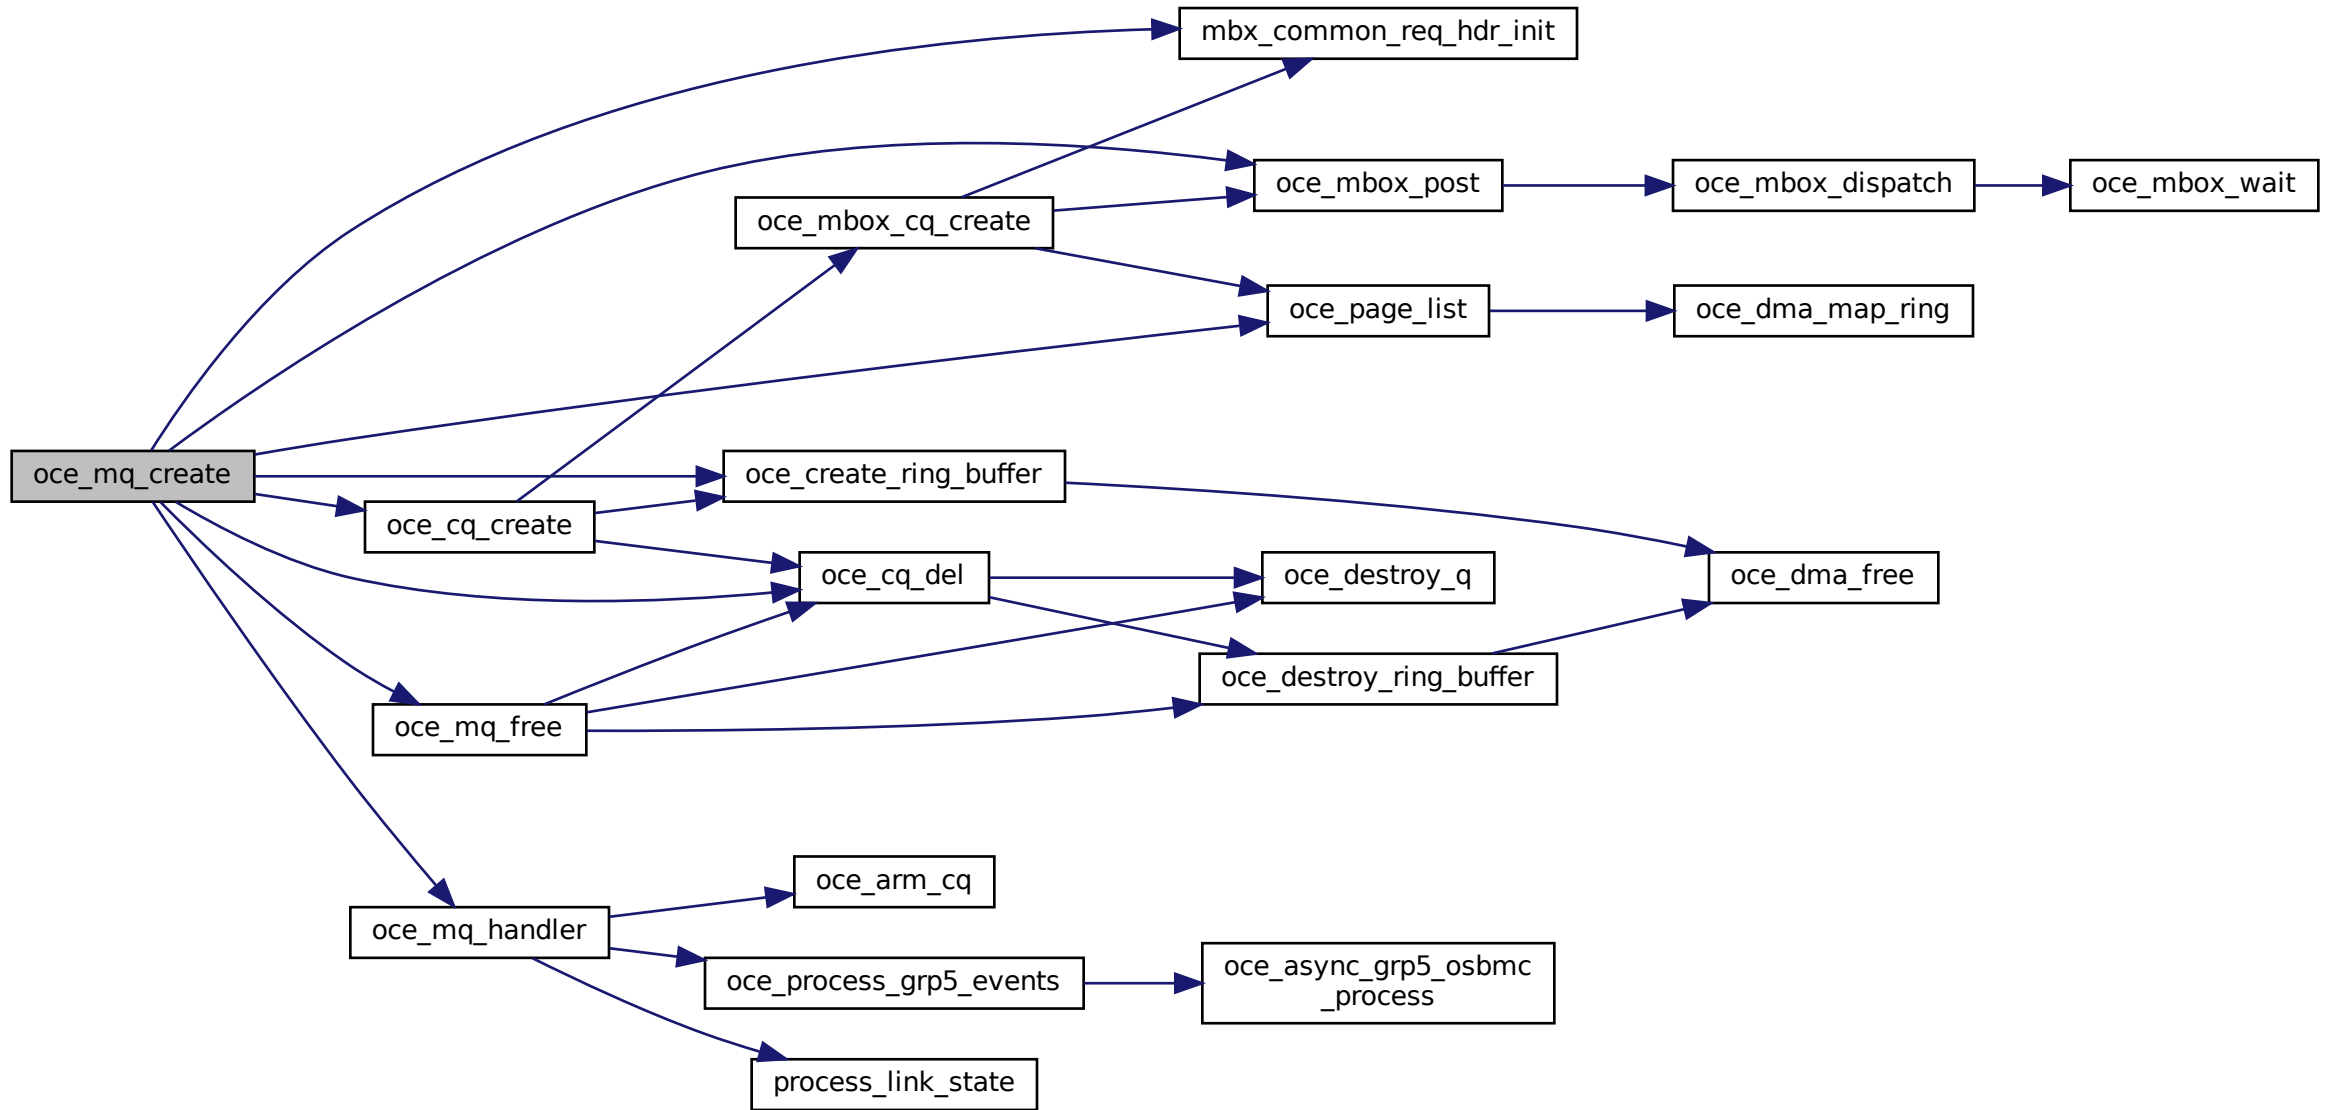 mbx_common_req_hdr_init
oce_mbox_post
oce_mbox_dispatch
oce_mbox_wait
oce_mbox_cq_create
oce_page_list
oce_dma_map_ring
oce_mq_create
oce_create_ring_buffer
oce_cq_create
oce_cq_del
oce_destroy_q
oce_dma_free
oce_destroy_ring_buffer
oce_mq_free
oce_arm_cq
oce_mq_handler
oce_process_grp5_events
oce_async_grp5_osbmc
_process
process_link_state